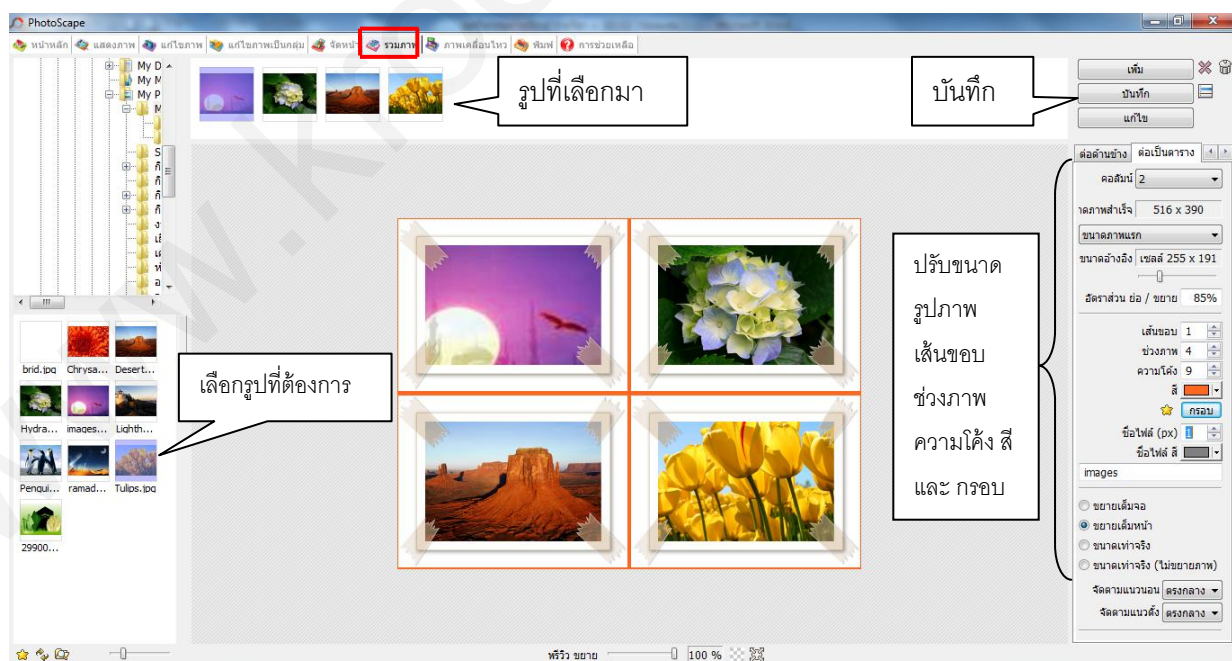 PhotoScape
หน้าหลัก แสดงภาพ แก้ไขภาพ แก้ไขภาพเป็นกลุ่ม จัดหน้า รวมภาพ ภาพเคลื่อนไหว พิมพ์ การช่วยเหลือ
My D
My M
My P
M
S
รูปที่เลือกมา
บันทึก
เพิ่ม
บันทึก
แก้ไข
ต่อด้านข้าง ต่อเป็นตาราง
คอลัมน์ 2
าดภาพสำเร็จ 516 x 390
ขนาดภาพแรก
ขนาดอ้างอิง เซลล์ 255 x 191
อัตราส่วน ย่อ / ขยาย 85%
เส้นขอบ 1
ช่วงภาพ 4
ความโค้ง 9
สี
กรอบ
ชื่อไฟล์ (px) 1
ชื่อไฟล์ สี
images
ขยายเต็มจอ
ขยายเต็มหน้า
ขนาดเท่าจริง
ขนาดเท่าจริง (ไม่ขยายภาพ)
จัดตามแนวนอน ตรงกลาง
จัดตามแนวตั้ง ตรงกลาง
ปรับขนาด
รูปภาพ
เส้นขอบ
ช่วงภาพ
ความโค้ง สี
และ กรอบ
เลือกรูปที่ต้องการ
brid.jpg Chrysa... Desert...
Hydra... images... Lighth...
Pengui... ramad... Tulips.jpg
29900...
พรีวิว ขยาย 100 %
www.k